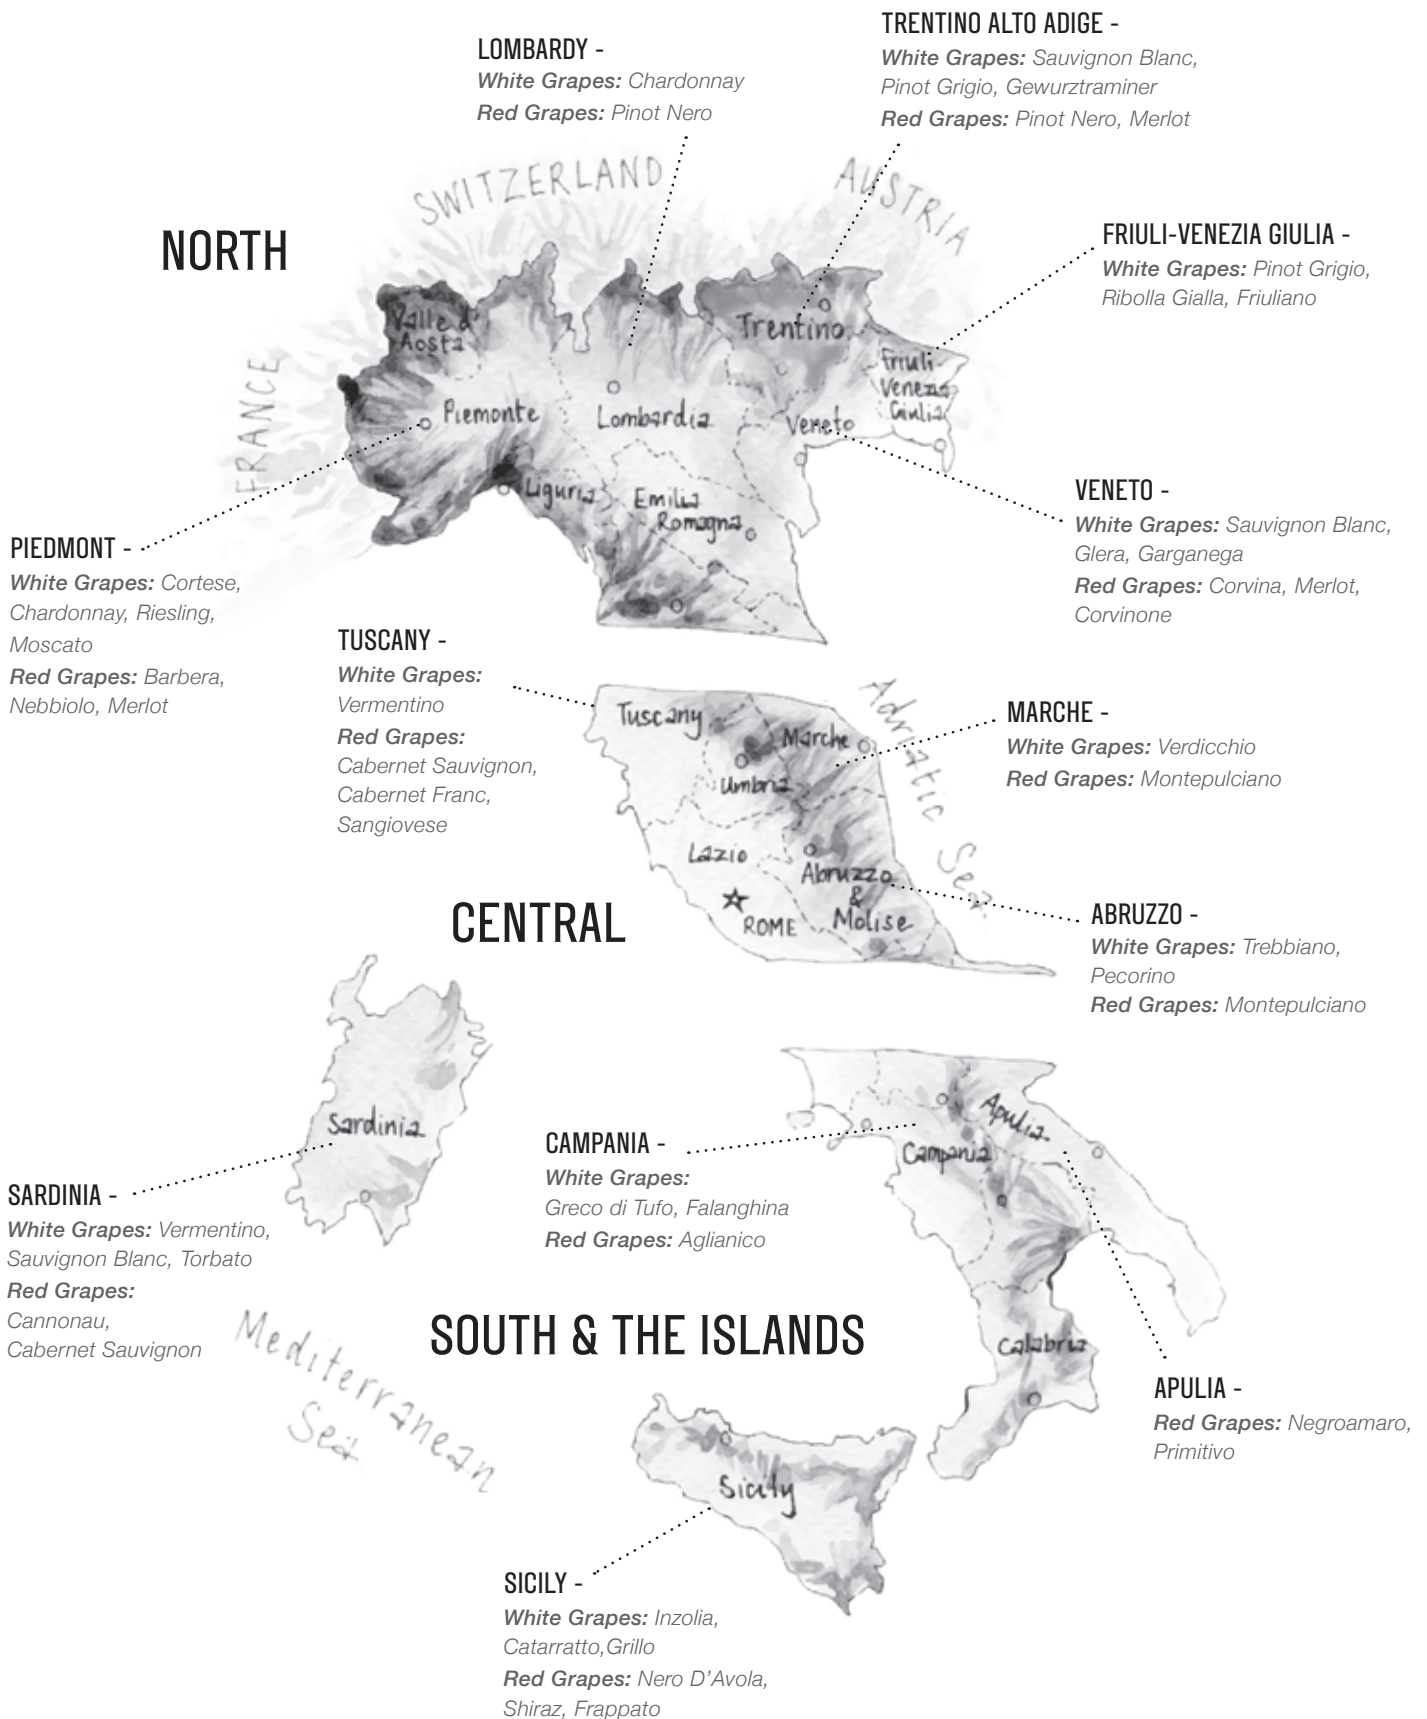 LOMBARDY -
White Grapes: Chardonnay
Red Grapes: Pinot Nero
TRENTINO ALTO ADIGE -
White Grapes: Sauvignon Blanc,
Pinot Grigio, Gewurztraminer
Red Grapes: Pinot Nero, Merlot
SWITZERLAND
AUSTRIA
NORTH
FRIULI-VENEZIA GIULIA -
White Grapes: Pinot Grigio,
Ribolla Gialla, Friuliano
FRANCE
Valle d'
Aosta
Trentino
Friuli-
Venezia
Giulia
Piemonte
Lombardia
Veneto
Liguria
Emilia
Romagna
VENETO -
White Grapes: Sauvignon Blanc,
Glera, Garganega
Red Grapes: Corvina, Merlot,
Corvinone
PIEDMONT -
White Grapes: Cortese,
Chardonnay, Riesling,
Moscato
Red Grapes: Barbera,
Nebbiolo, Merlot
TUSCANY -
White Grapes:
Vermentino
Red Grapes:
Cabernet Sauvignon,
Cabernet Franc,
Sangiovese
Tuscany
Marche
Umbria
Lazio
Abruzzo
&
Molise
ROME
Adriatic Sea
MARCHE -
White Grapes: Verdicchio
Red Grapes: Montepulciano
CENTRAL
ABRUZZO -
White Grapes: Trebbiano,
Pecorino
Red Grapes: Montepulciano
Sardinia
Apulia
Campania
CAMPANIA -
White Grapes:
Greco di Tufo, Falanghina
Red Grapes: Aglianico
SARDINIA -
White Grapes: Vermentino,
Sauvignon Blanc, Torbato
Red Grapes:
Cannonau,
Cabernet Sauvignon
Mediterranean
Sea
SOUTH & THE ISLANDS
Calabria
APULIA -
Red Grapes: Negroamaro,
Primitivo
Sicily
SICILY -
White Grapes: Inzolia,
Catarratto,Grillo
Red Grapes: Nero D'Avola,
Shiraz, Frappato